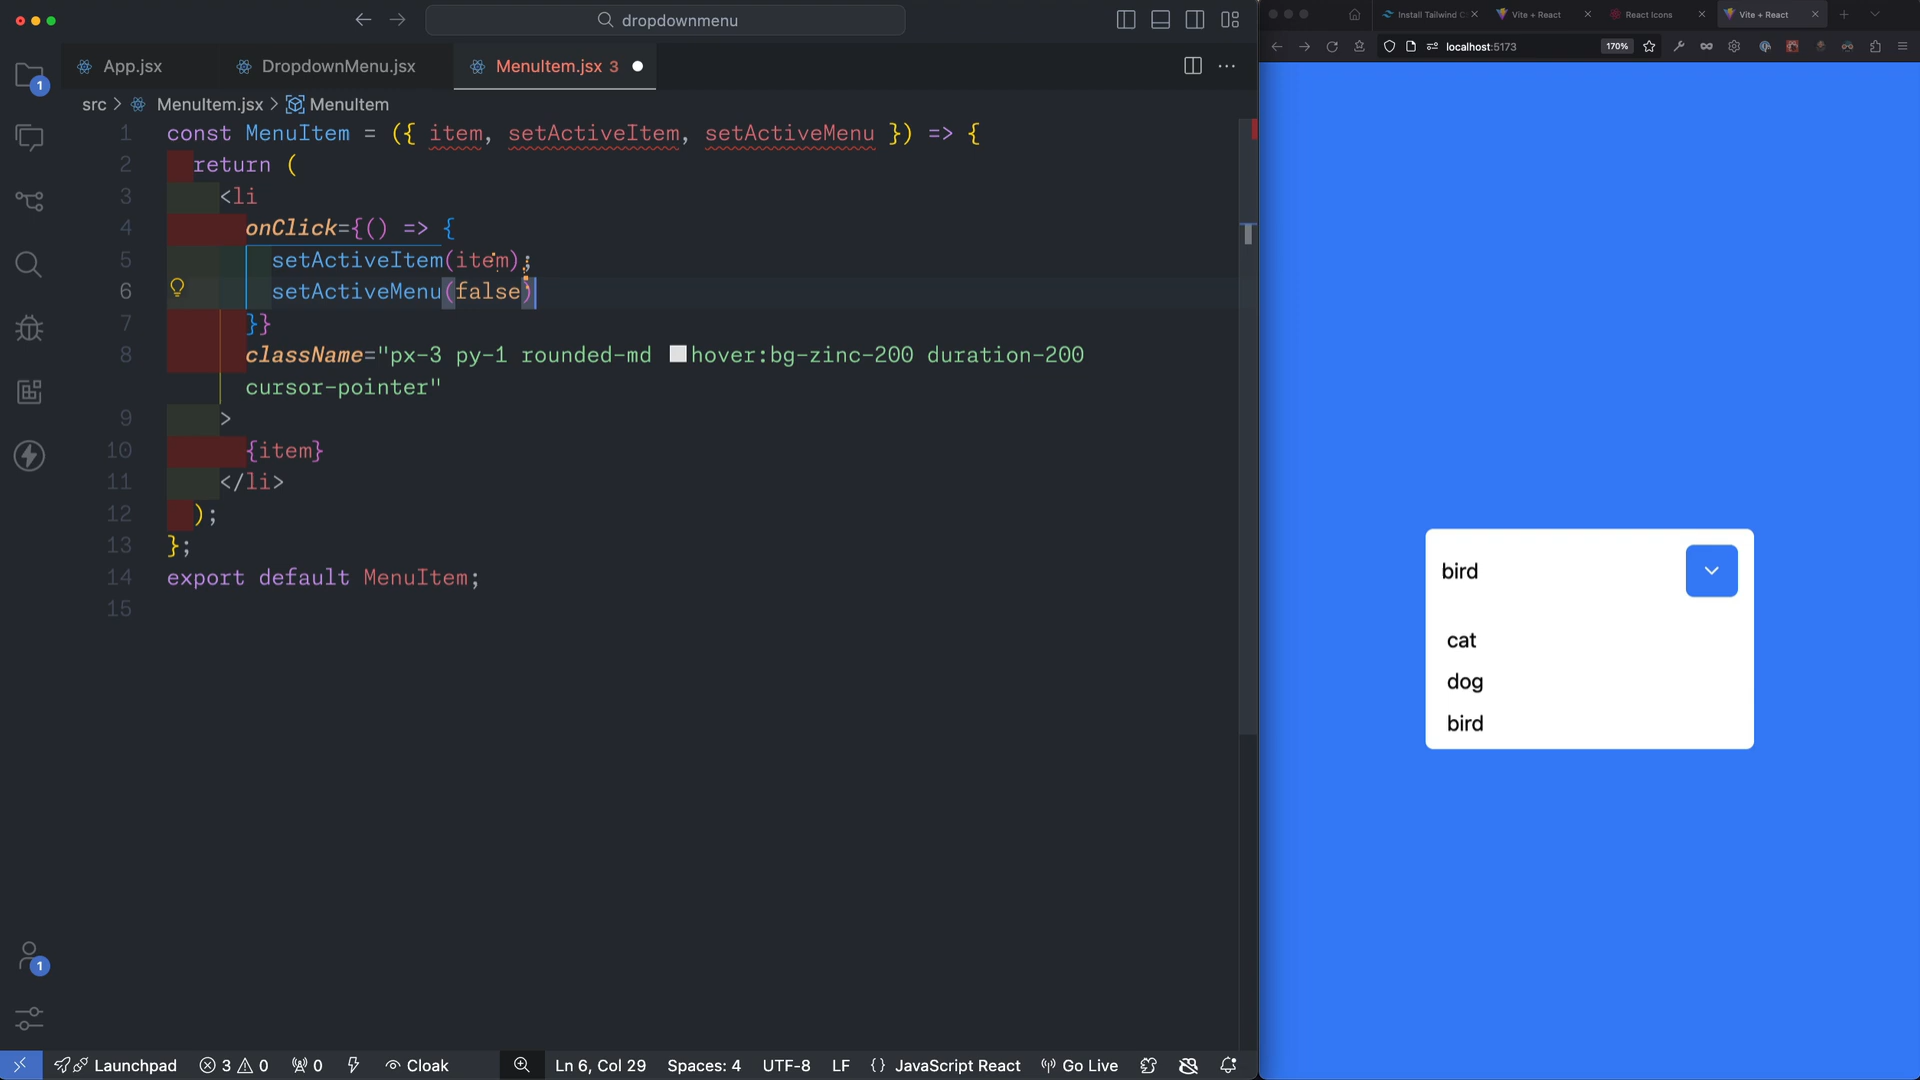 dropdownmenu
App.jsx
DropdownMenu.jsx
MenuItem.jsx 3
src > MenuItem.jsx > MenuItem
1 const MenuItem = ({ item, setActiveItem, setActiveMenu }) => {
2 return (
3 <li
4 onClick={() => {
5 setActiveItem(item);
6 setActiveMenu(false)
7 }}
8 className="px-3 py-1 rounded-md hover:bg-zinc-200 duration-200
cursor-pointer"
9 >
10 {item}
11 </li>
12 );
13 };
14 export default MenuItem;
15
1
1
Launchpad 3 0 0 Cloak Ln 6, Col 29 Spaces: 4 UTF-8 LF {} JavaScript React Go Live
Install Tailwind C
Vite + React
React Icons
Vite + React
localhost:5173
170%
bird
cat
dog
bird